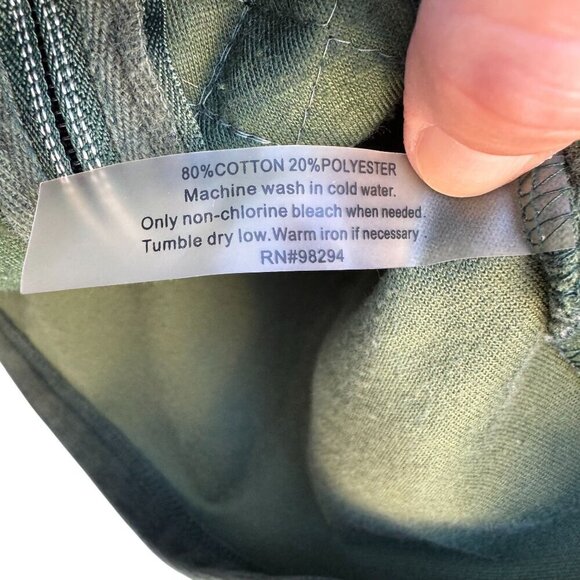 80%COTTON 20%POLYESTER
Machine wash in cold water.
Only non-chlorine bleach when needed.
Tumble dry low.Warm iron if necessary
RN#98294